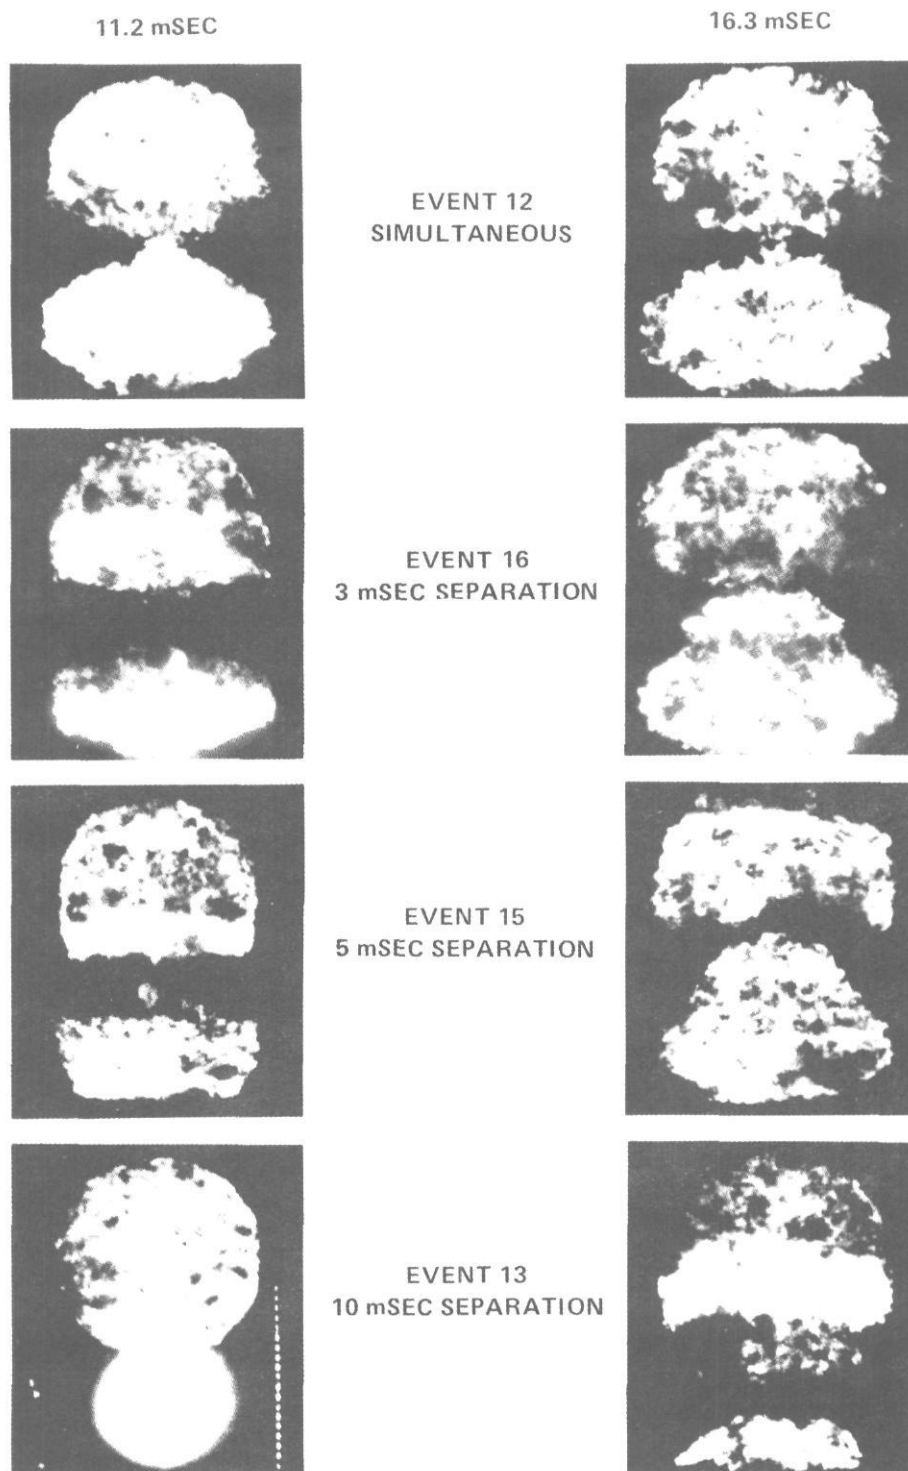 11.2 mSEC
16.3 mSEC
EVENT 12
SIMULTANEOUS
EVENT 16
3 mSEC SEPARATION
EVENT 15
5 mSEC SEPARATION
EVENT 13
10 mSEC SEPARATION